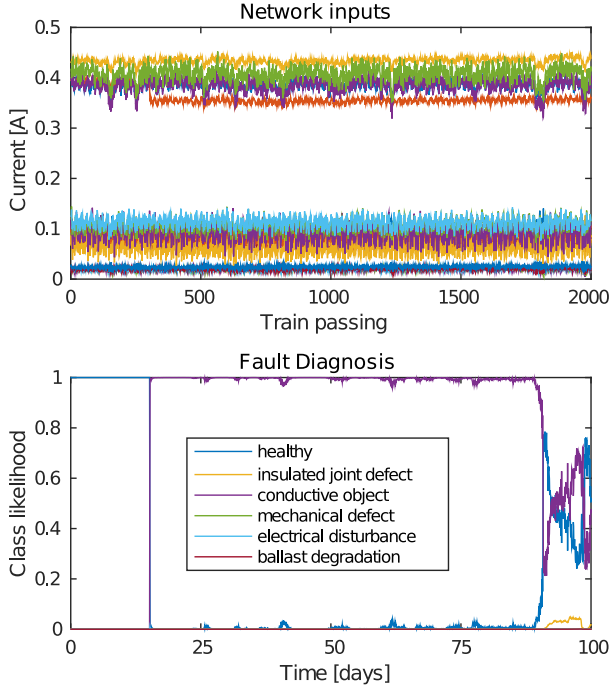 Network inputs
Current [A]
0.5
0.4
0.3
0.2
0.1
0
0 500 1000 1500 2000
Train passing
Fault Diagnosis
Class likelihood
1
0.8
0.6
0.4
0.2
0
healthy
insulated joint defect
conductive object
mechanical defect
electrical disturbance
ballast degradation
0 25 50 75 100
Time [days]